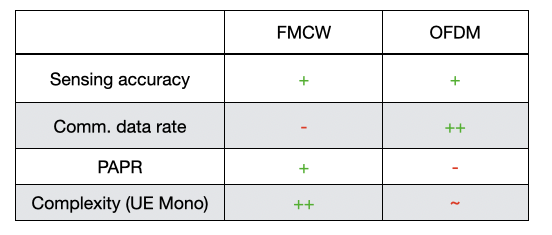 FMCW OFDM
Sensing accuracy + +
Comm. data rate - ++
PAPR + -
Complexity (UE Mono) ++ ~